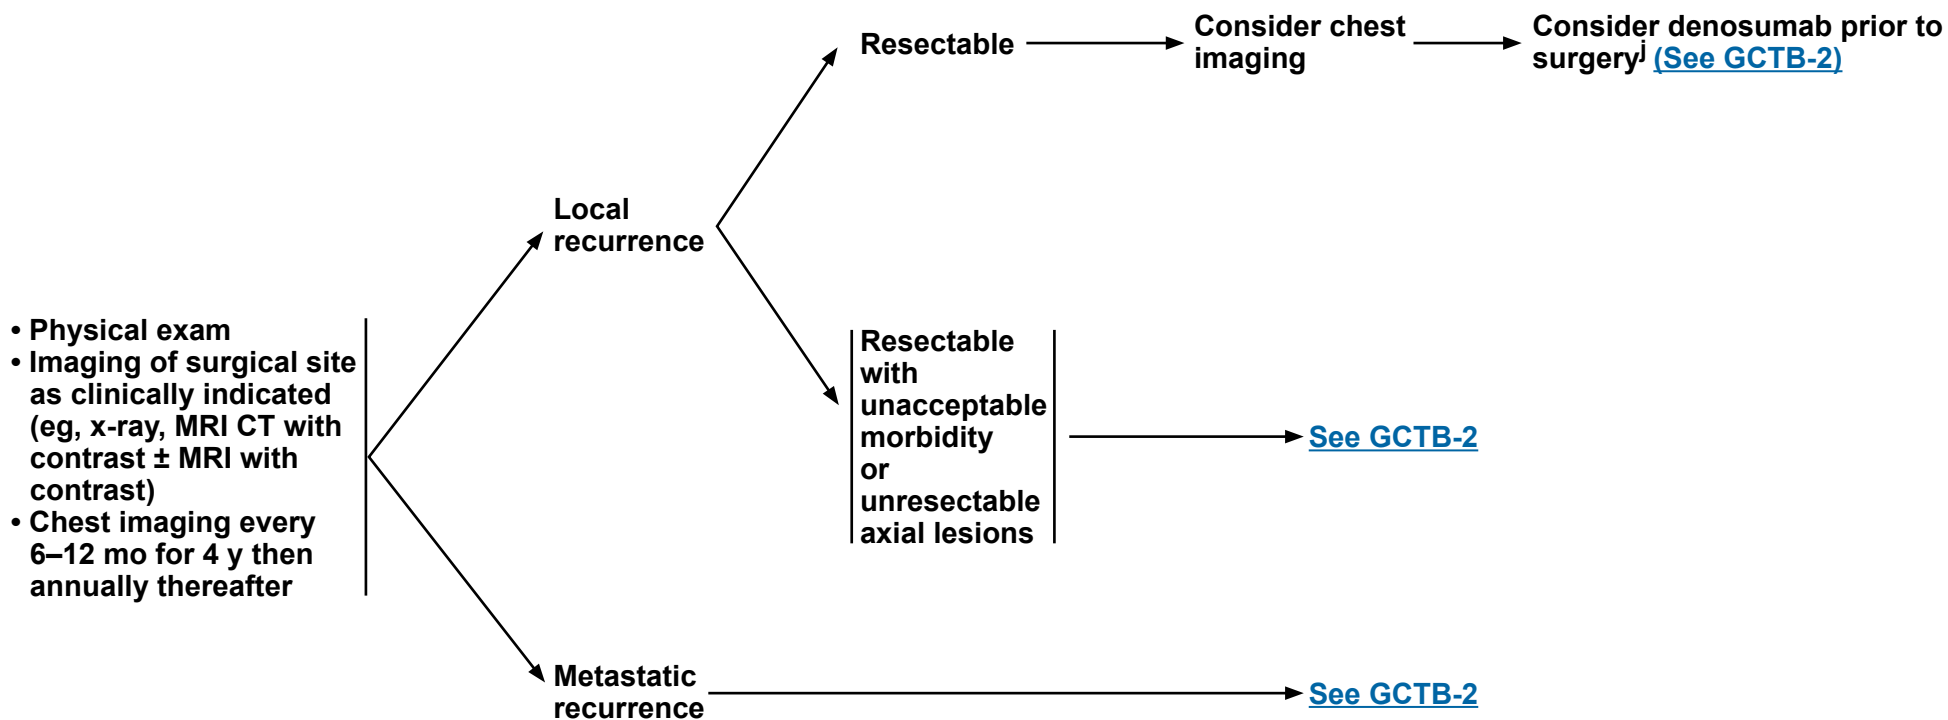 • Physical exam
• Imaging of surgical site
as clinically indicated
(eg, x-ray, MRI CT with
contrast ± MRI with
contrast)
• Chest imaging every
6–12 mo for 4 y then
annually thereafter
Local
recurrence
Resectable
Consider chest
imaging
Consider denosumab prior to
surgeryʲ (See GCTB-2)
Resectable
with
unacceptable
morbidity
or
unresectable
axial lesions
See GCTB-2
Metastatic
recurrence
See GCTB-2